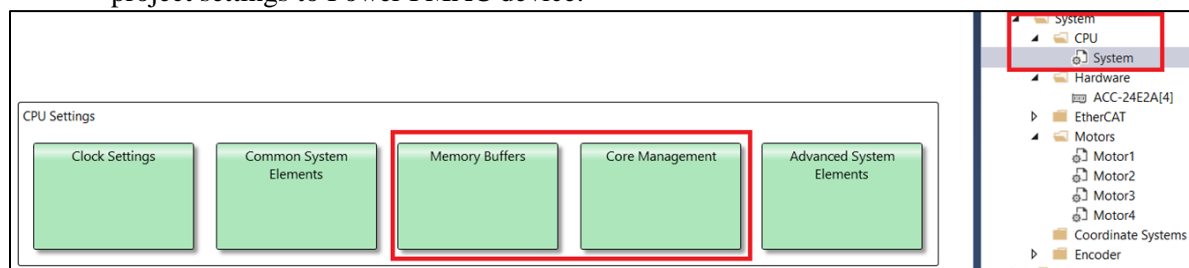 project settings to Power PMAC device.
CPU Settings
Clock Settings
Common System
Elements
Memory Buffers
Core Management
Advanced System
Elements
System
CPU
System
Hardware
ACC-24E2A[4]
EtherCAT
Motors
Motor1
Motor2
Motor3
Motor4
Coordinate Systems
Encoder